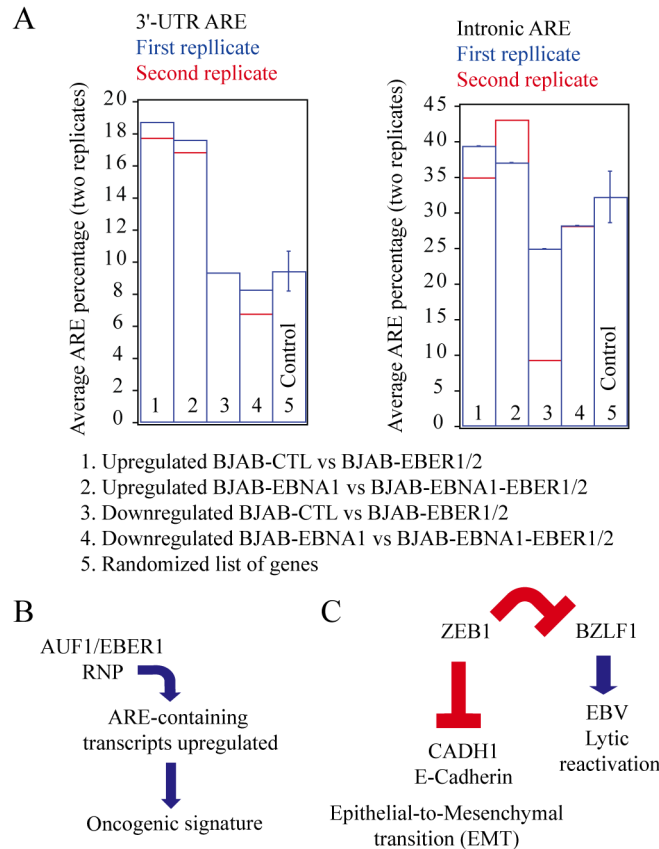 A
3'-UTR ARE
First repllicate
Second replicate
Average ARE percentage (two replicates)
18
16
14
12
10
8
6
4
2
0
1
2
3
4
5
Control
Intronic ARE
First replicate
Second replicate
Average ARE percentage (two replicates)
45
40
35
30
25
20
15
10
5
0
1
2
3
4
5
Control
1. Upregulated BJAB-CTL vs BJAB-EBER1/2
2. Upregulated BJAB-EBNA1 vs BJAB-EBNA1-EBER1/2
3. Downregulated BJAB-CTL vs BJAB-EBER1/2
4. Downregulated BJAB-EBNA1 vs BJAB-EBNA1-EBER1/2
5. Randomized list of genes
B
AUF1/EBER1
RNP
ARE-containing
transcripts upregulated
Oncogenic signature
C
ZEB1
BZLF1
CADH1
E-Cadherin
EBV
Lytic
reactivation
Epithelial-to-Mesenchymal
transition (EMT)